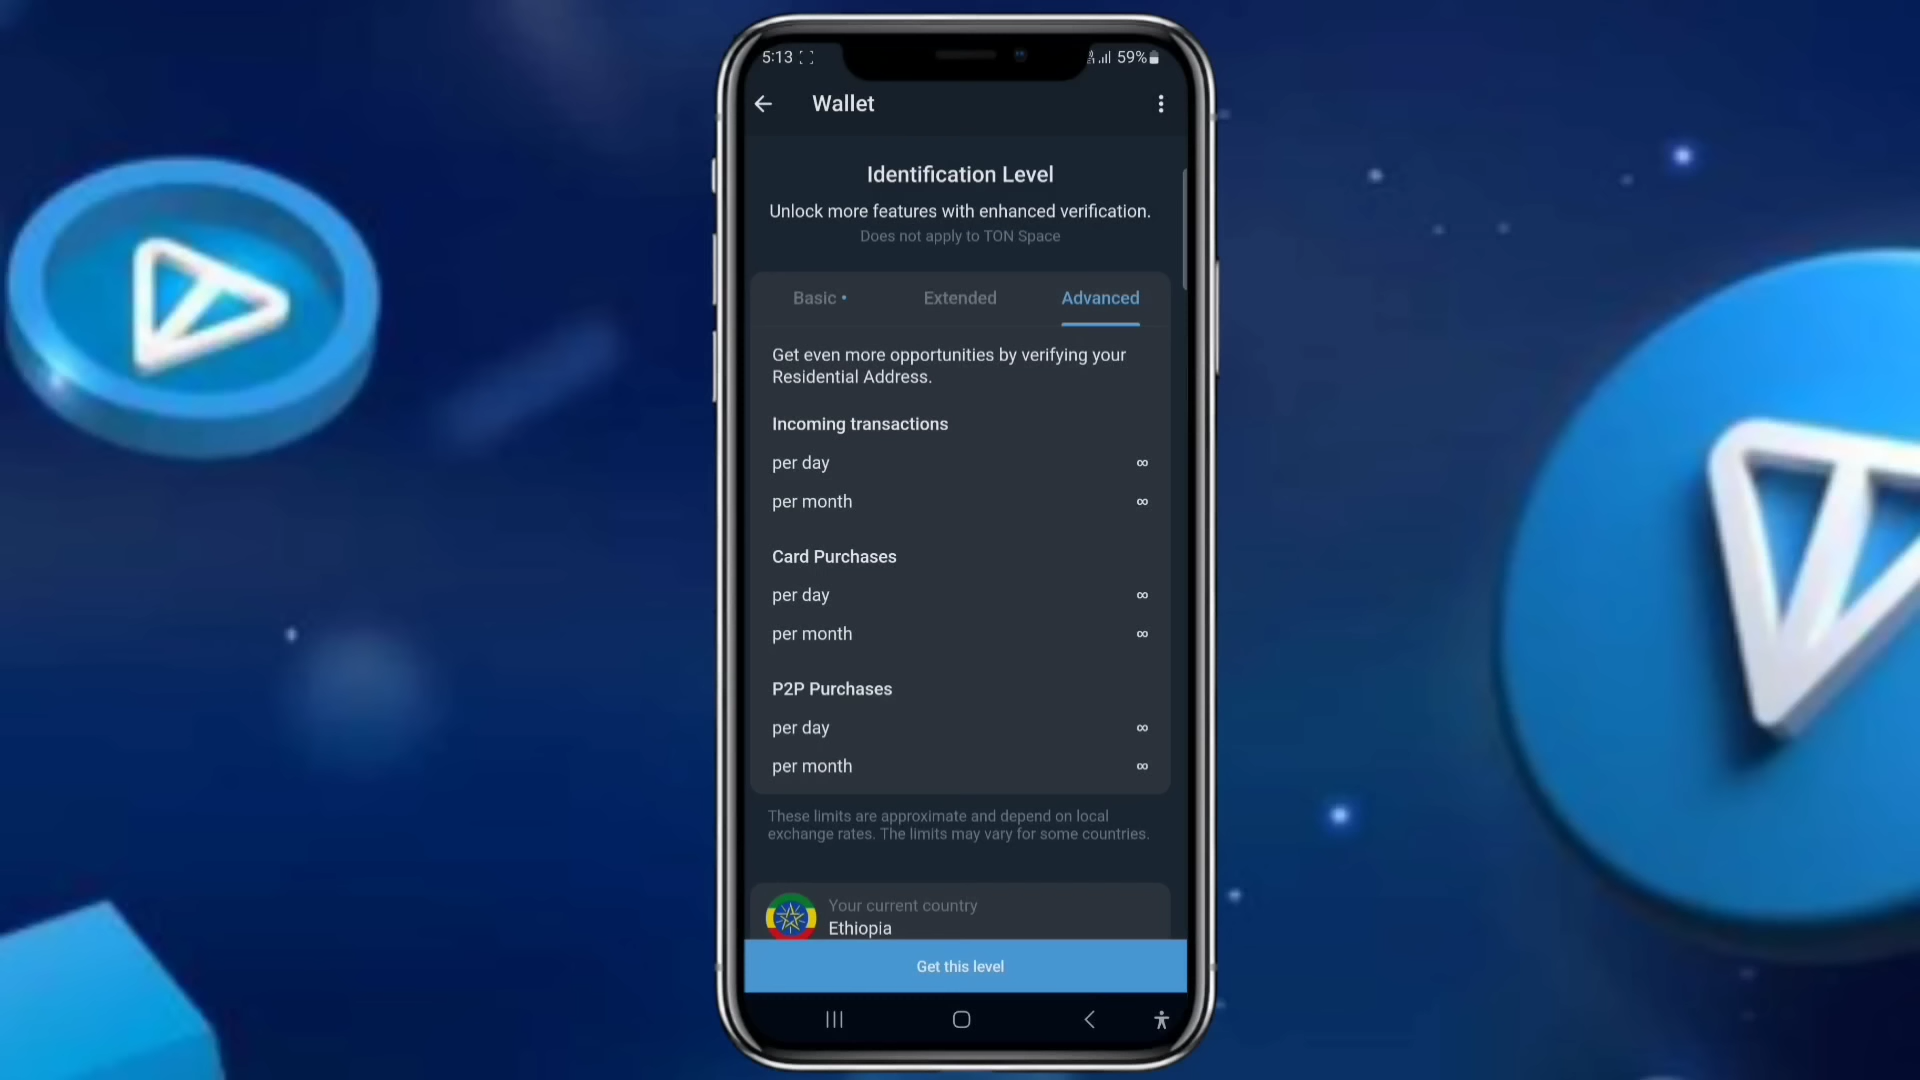 5:13
59%
Wallet
Identification Level
Unlock more features with enhanced verification.
Does not apply to TON Space
Basic • Extended Advanced
Get even more opportunities by verifying your
Residential Address.
Incoming transactions
per day ∞
per month ∞
Card Purchases
per day ∞
per month ∞
P2P Purchases
per day ∞
per month ∞
These limits are approximate and depend on local
exchange rates. The limits may vary for some countries.
Your current country
Ethiopia
Get this level